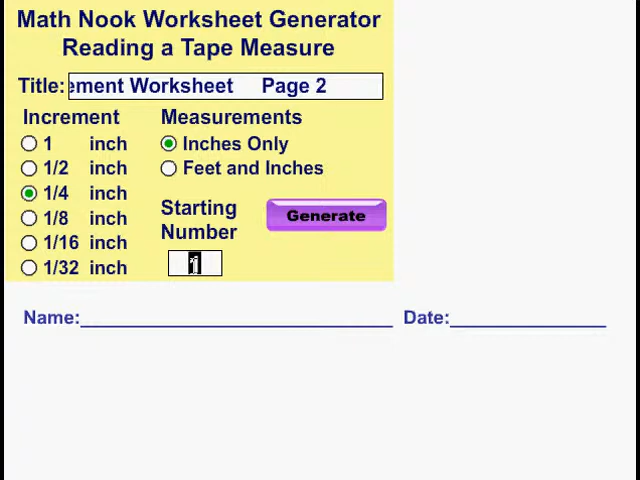 Math Nook Worksheet Generator
Reading a Tape Measure
Title: ement Worksheet Page 2
Increment
Measurements
1 inch
Inches Only
1/2 inch
Feet and Inches
1/4 inch
1/8 inch
Starting Number
Generate
1/16 inch
1/32 inch
1
Name: Date: